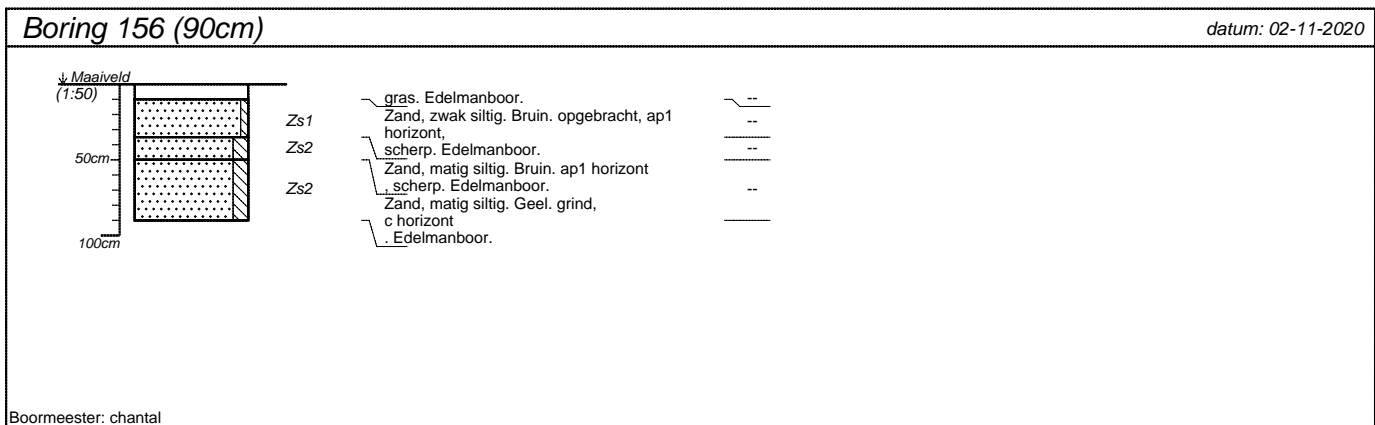 Boring 156 (90cm)
datum: 02-11-2020
Maaiveld
(1:50)
gras. Edelmanboor.
--
Zs1
Zand, zwak siltig. Bruin. opgebracht, ap1
horizont,
--
Zs2
scherp. Edelmanboor.
--
50cm
Zand, matig siltig. Bruin. ap1 horizont
, scherp. Edelmanboor.
Zs2
--
Zand, matig siltig. Geel. grind,
c horizont
. Edelmanboor.
100cm
Boormeester: chantal